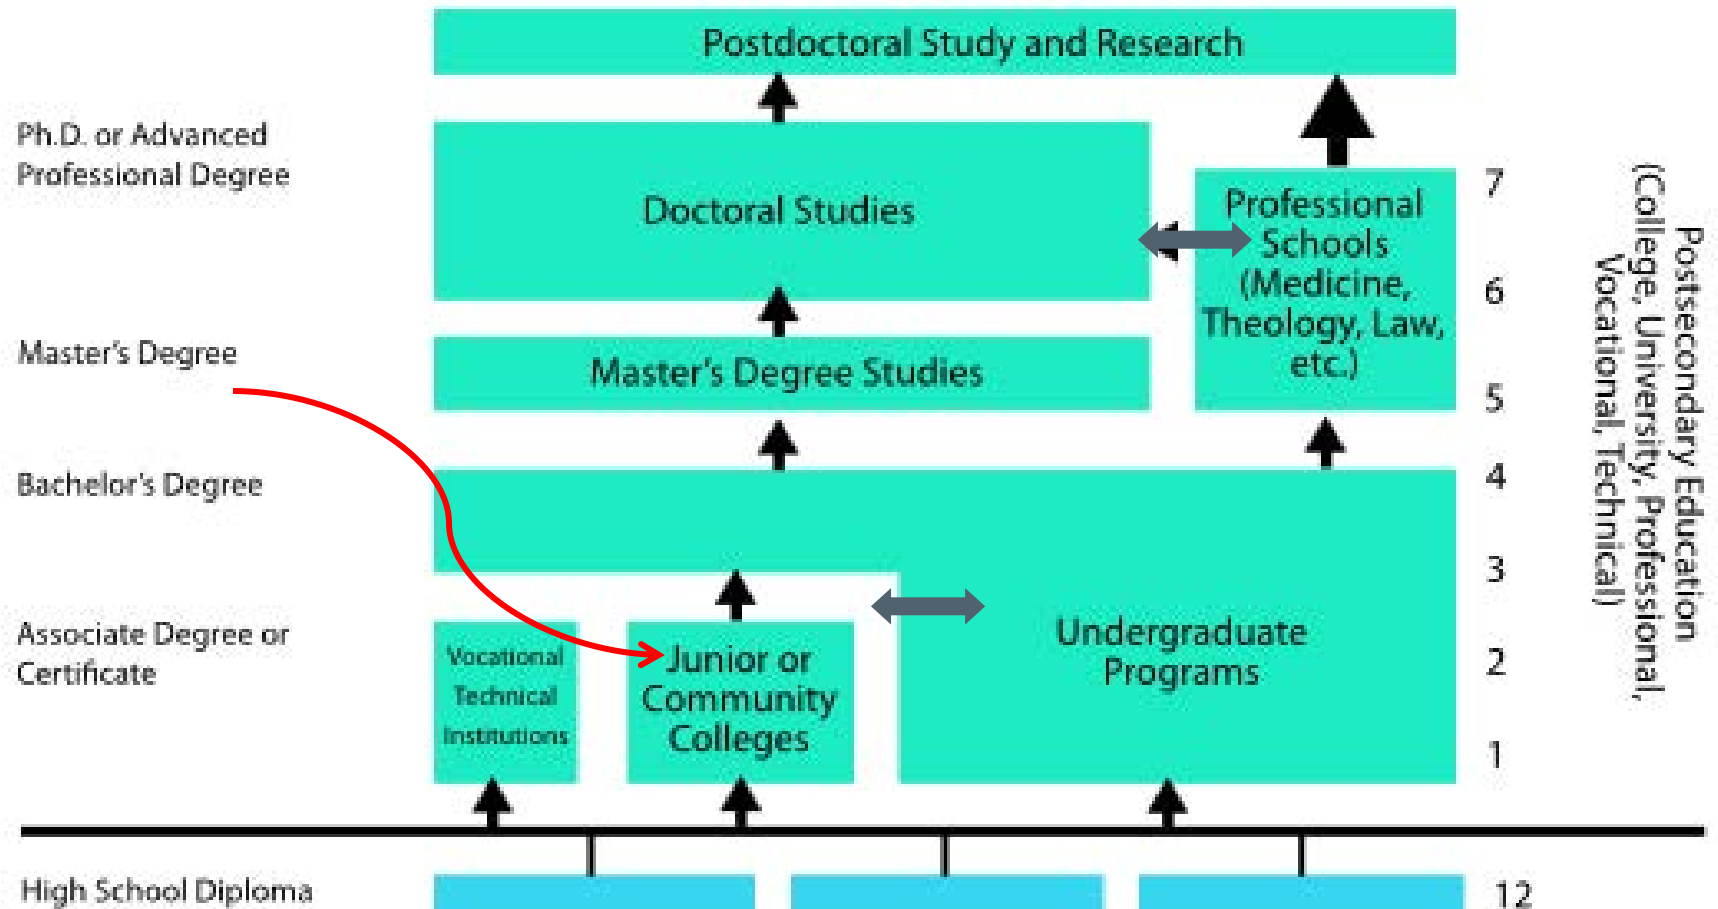 Postdoctoral Study and Research
Ph.D. or Advanced
Professional Degree
Doctoral Studies
Professional
Schools
(Medicine,
Theology, Law,
etc.)
7
6
5
Master's Degree
Master's Degree Studies
Bachelor's Degree
4
3
Associate Degree or
Certificate
Vocational
Technical
Institutions
Junior or
Community
Colleges
Undergraduate
Programs
2
1
Postsecondary Education
(College, University, Professional,
Vocational, Technical)
High School Diploma
12